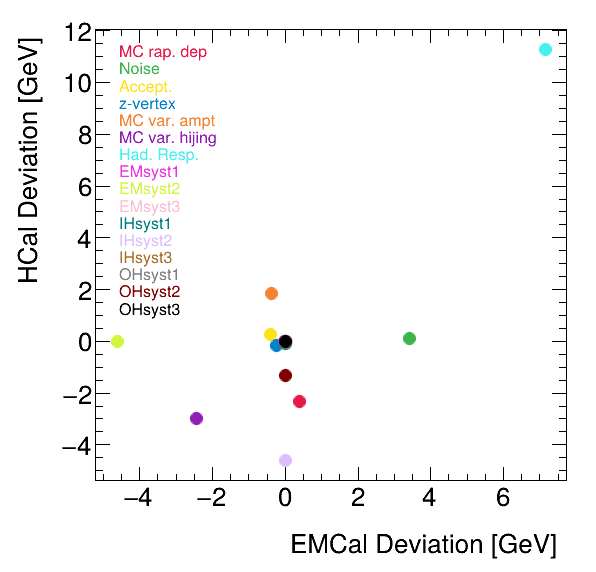 12
10
8
6
4
2
0
−2
−4
HCal Deviation [GeV]
MC rap. dep
Noise
Accept.
z-vertex
MC var. ampt
MC var. hijing
Had. Resp.
EMsyst1
EMsyst2
EMsyst3
IHsyst1
IHsyst2
IHsyst3
OHsyst1
OHsyst2
OHsyst3
−4 −2 0 2 4 6
EMCal Deviation [GeV]